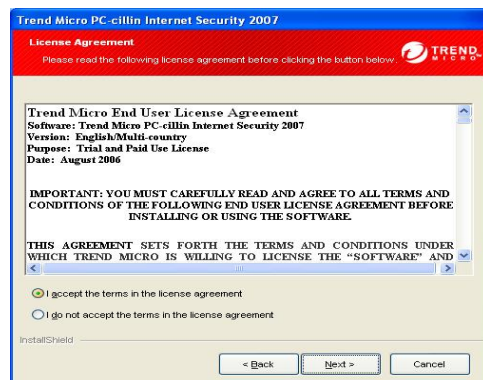 Trend Micro PC-cillin Internet Security 2007
License Agreement
Please read the following license agreement before clicking the button below.
TREND
MICRO
Trend Micro End User License Agreement
Software: Trend Micro PC-cillin Internet Security 2007
Version: English/Multi-country
Purpose: Trial and Paid Use License
Date: August 2006
IMPORTANT: YOU MUST CAREFULLY READ AND AGREE TO ALL TERMS AND
CONDITIONS OF THE FOLLOWING END USER LICENSE AGREEMENT BEFORE
INSTALLING OR USING THE SOFTWARE.
THIS AGREEMENT SETS FORTH THE TERMS AND CONDITIONS UNDER
WHICH TREND MICRO IS WILLING TO LICENSE THE “SOFTWARE” AND
I accept the terms in the license agreement
I do not accept the terms in the license agreement
InstallShield
< Back Next > Cancel